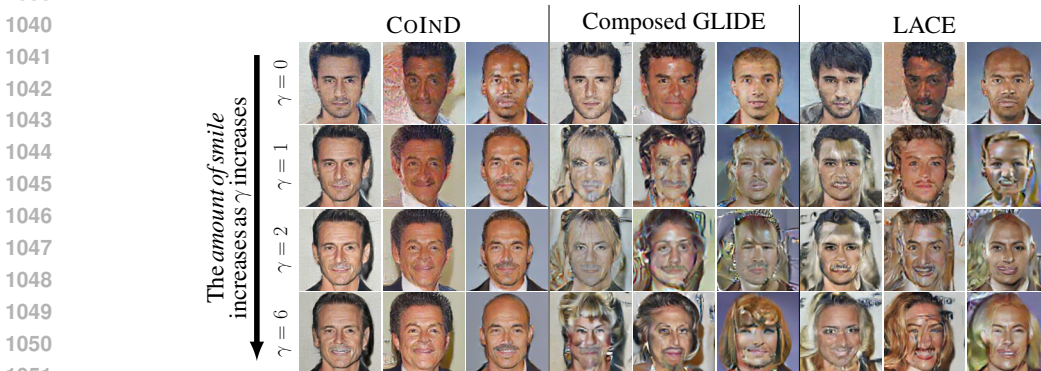 1040
1041
1042
1043
1044
1045
1046
1047
1048
1049
1050
COIND
Composed GLIDE
LACE
The amount of smile
increases as γ increases
γ = 0
γ = 1
γ = 2
γ = 6